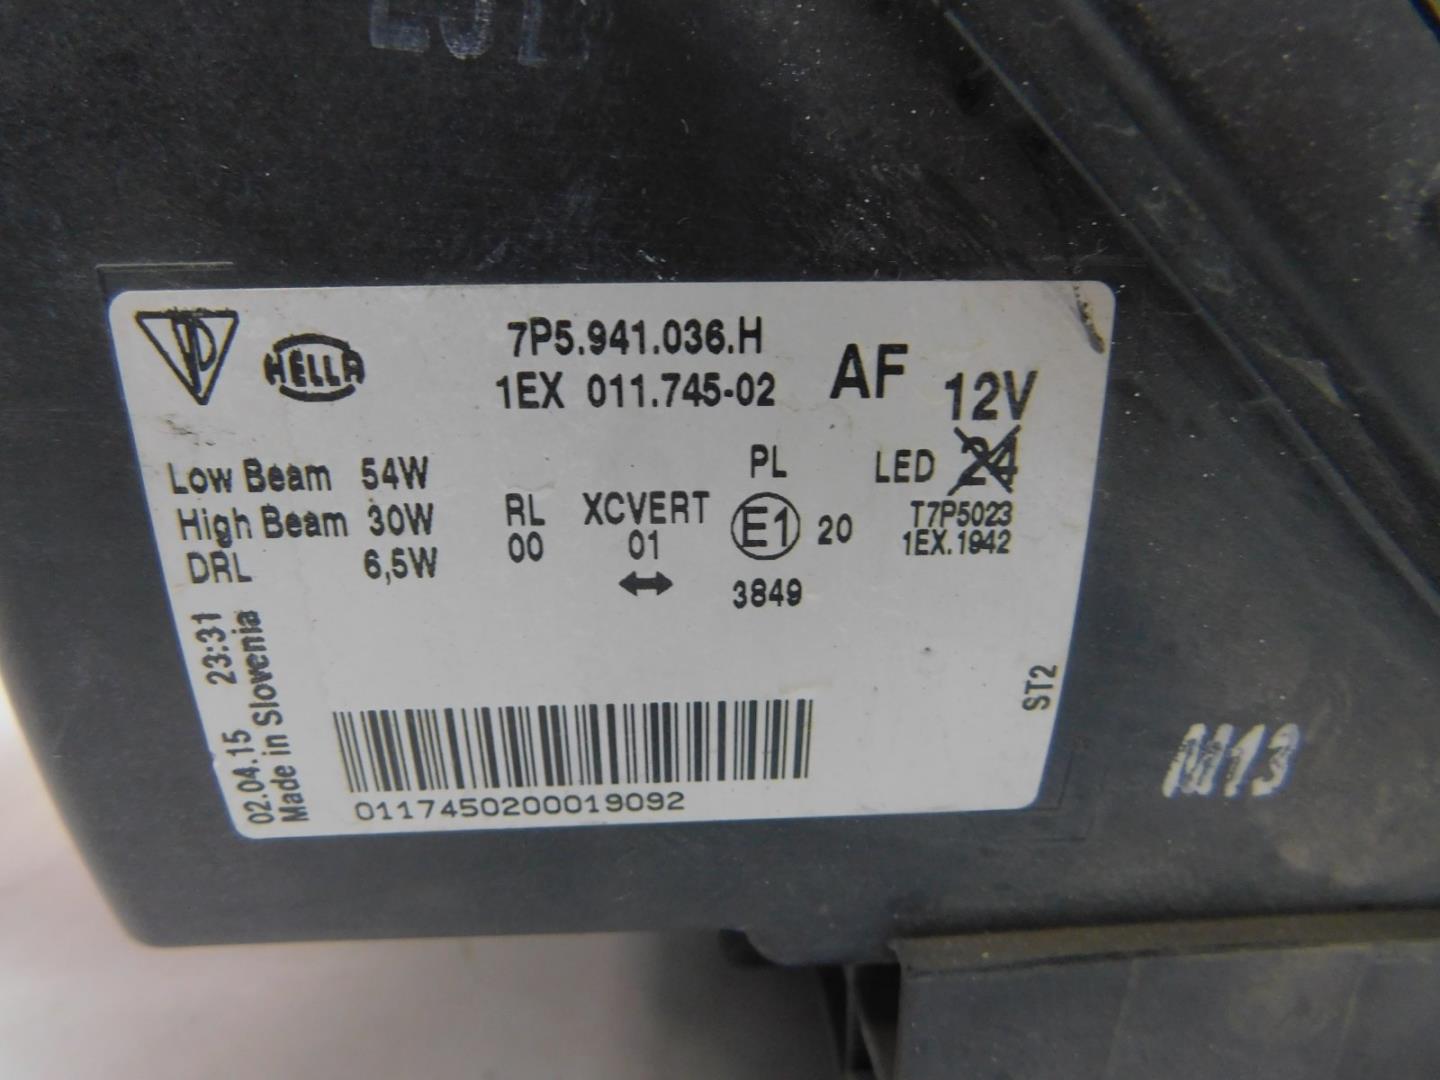 HELLA
7P5.941.036.H
1EX 011.745-02
AF
12V
Low Beam 54W
High Beam 30W
DRL 6,5W
RL
00
XCVERT
01
PL
E1 20
3849
LED 24
T7P5023
1EX.1942
02.04.15 23:31
Made in Slovenia
ST2
01174502000019092
M13